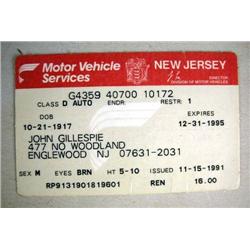 Motor Vehicle Services NEW JERSEY
DIRECTOR
DIVISION OF MOTOR VEHICLES
G4359 40700 10172
CLASS D AUTO ENDR: RESTR: 1
DOB EXPIRES
10-21-1917 12-31-1995
JOHN GILLESPIE
477 NO WOODLAND
ENGLEWOOD NJ 07631-2031
SEX M EYES BRN HT 5-10 ISSUED 11-15-1991
RP9131901819601 REN 16.00